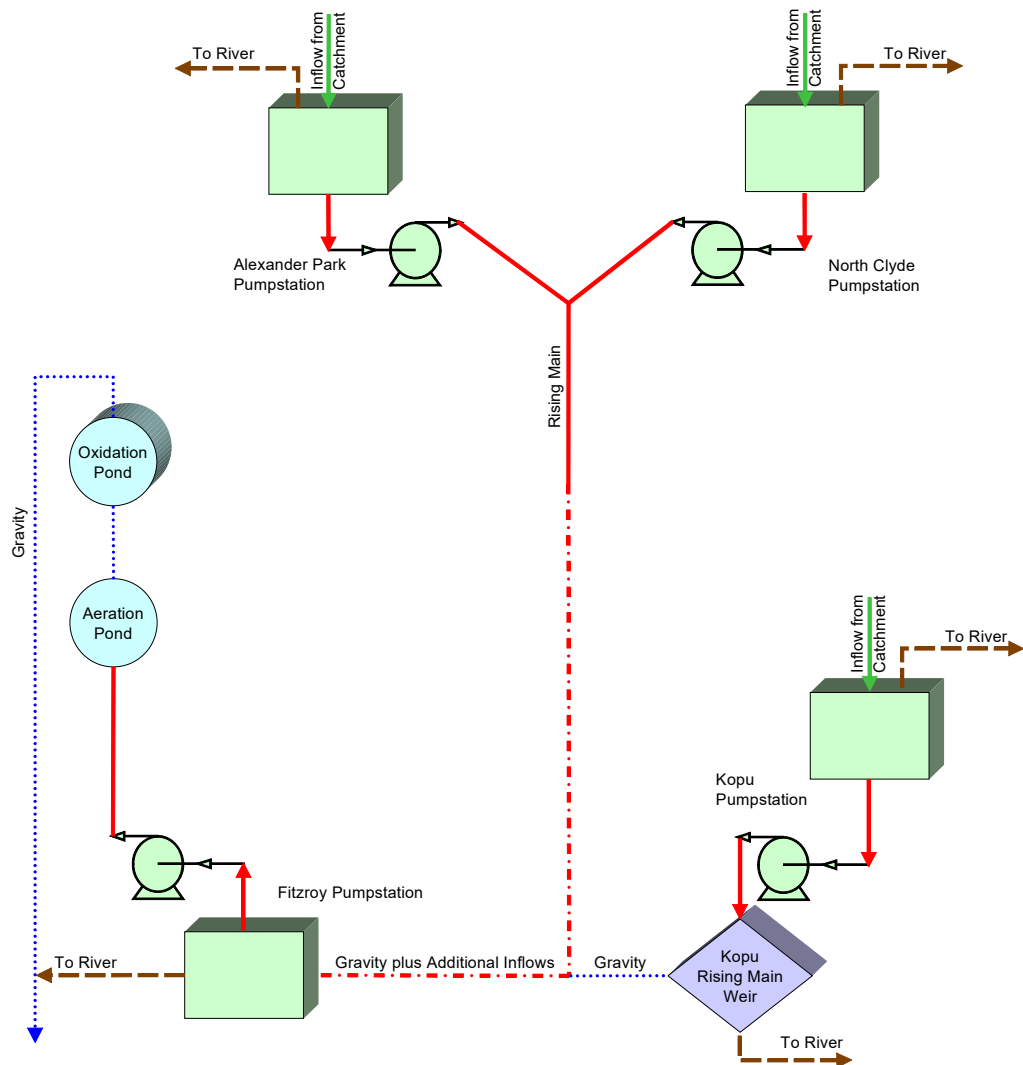 To River
Inflow from
Catchment
Inflow from
Catchment
To River
Alexander Park
Pumpstation
North Clyde
Pumpstation
Rising Main
Oxidation
Pond
Gravity
Aeration
Pond
Inflow from
Catchment
To River
Kopu
Pumpstation
Fitzroy Pumpstation
To River
Gravity plus Additional Inflows
Gravity
Kopu
Rising Main
Weir
To River